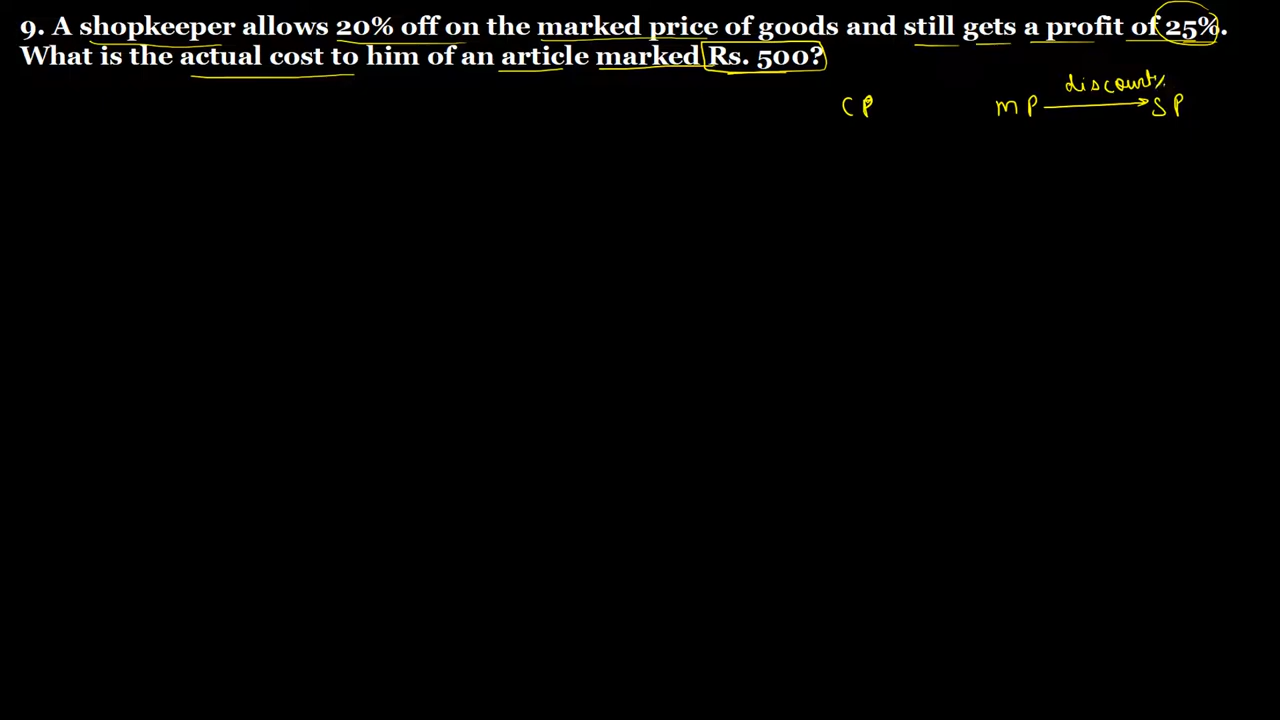 9. A shopkeeper allows 20% off on the marked price of goods and still gets a profit of 25%.
What is the actual cost to him of an article marked Rs. 500?
discount%
CP MP SP